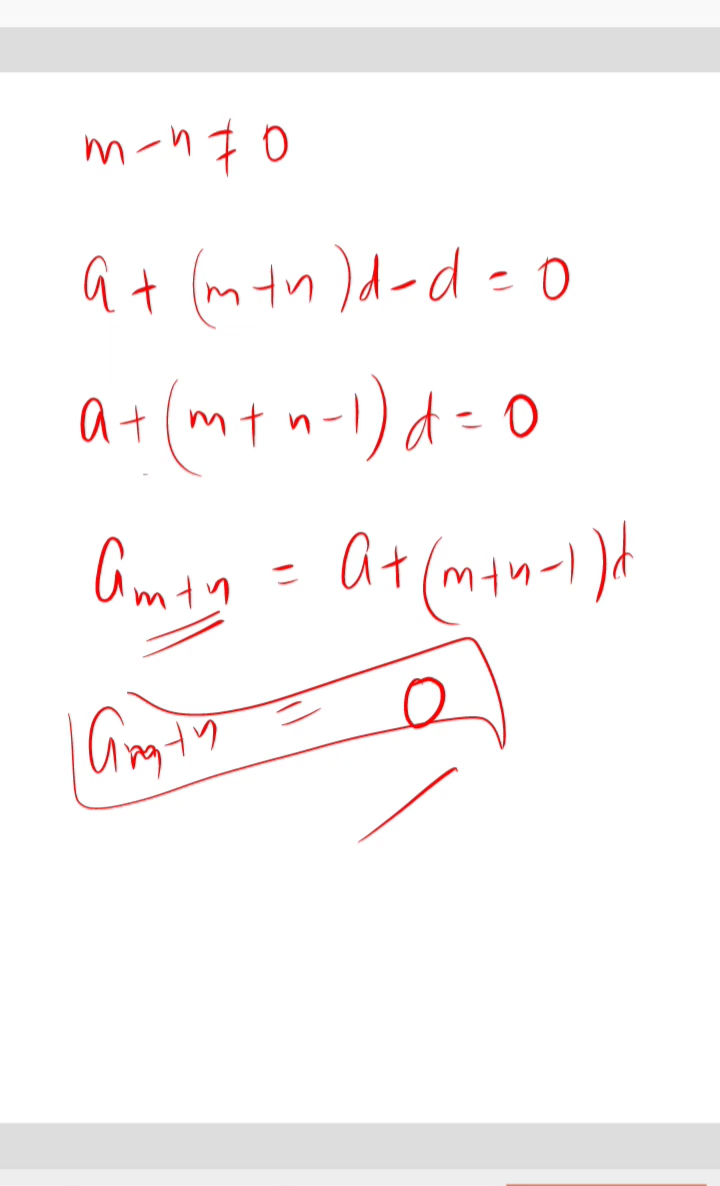 m-n ≠ 0
a + (m+n)d-d = 0
a + (m+n-1)d = 0
a_{m+n} = a+(m+n-1)d
a_{m+n} = 0